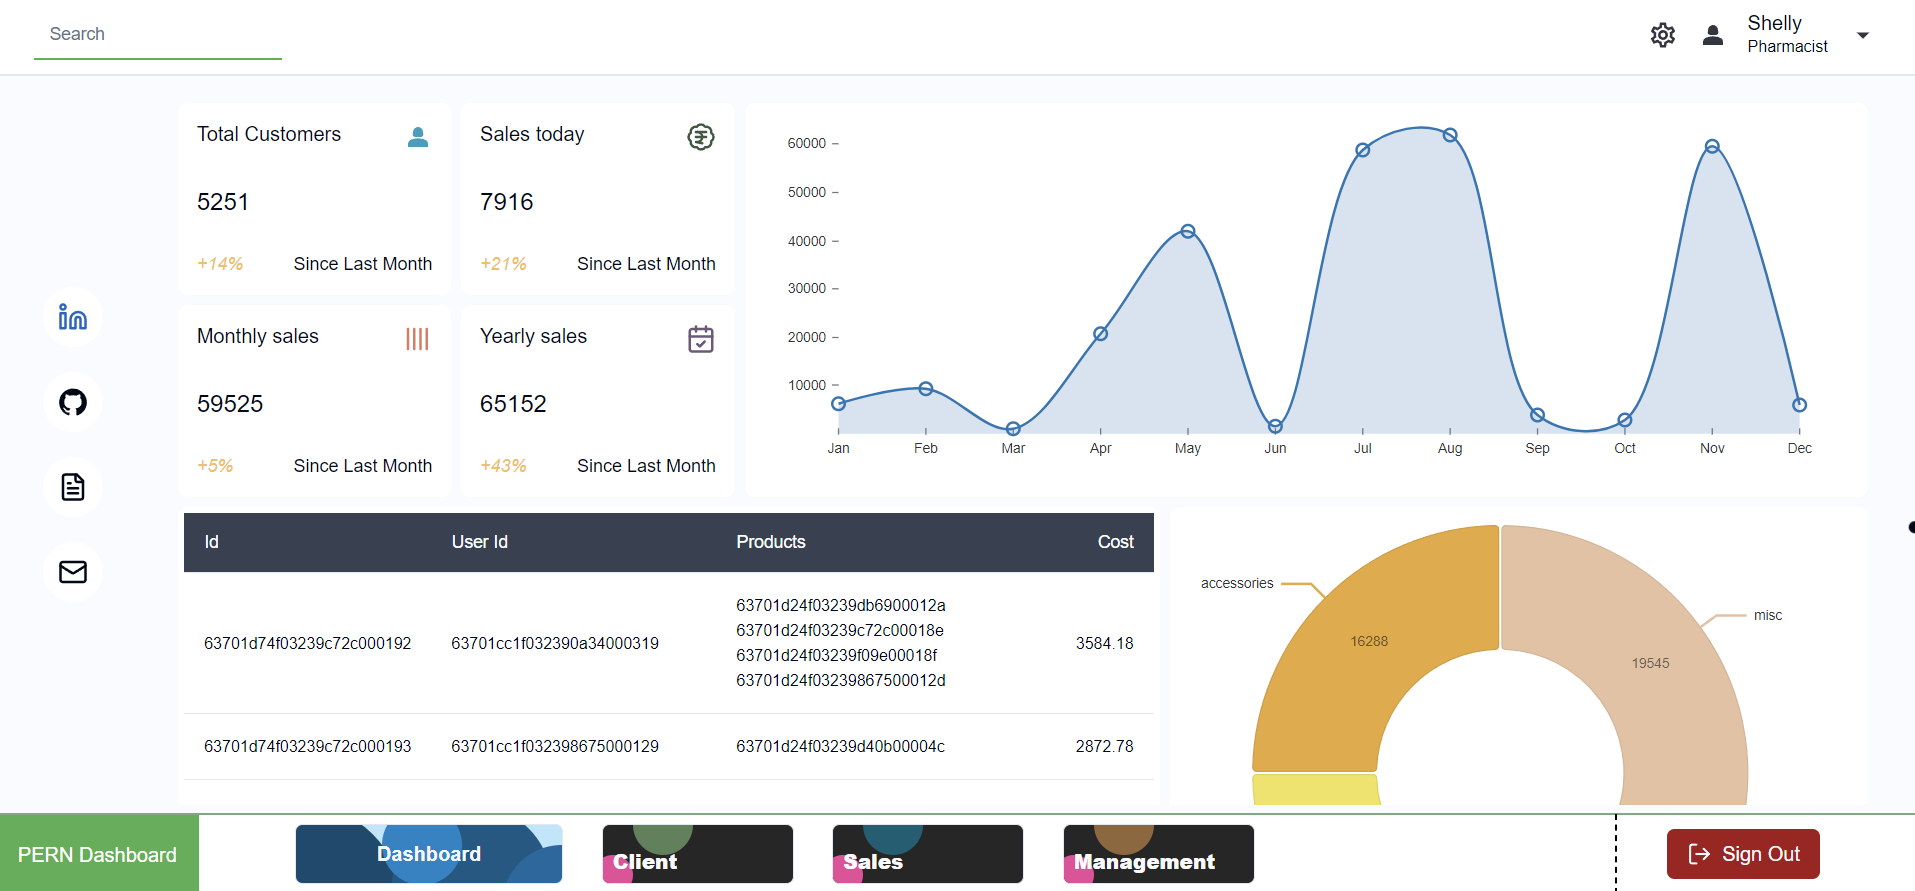 Search
Shelly
Pharmacist
Total Customers
5251
+14% Since Last Month
Sales today
7916
+21% Since Last Month
Monthly sales
59525
+5% Since Last Month
Yearly sales
65152
+43% Since Last Month
60000
50000
40000
30000
20000
10000
Jan Feb Mar Apr May Jun Jul Aug Sep Oct Nov Dec
Id User Id Products Cost
63701d24f03239db6900012a
63701d24f03239c72c00018e
63701d74f03239c72c000192 63701cc1f032390a34000319 3584.18
63701d24f03239f09e00018f
63701d24f03239867500012d
63701d74f03239c72c000193 63701cc1f032398675000129 63701d24f03239d40b00004c 2872.78
accessories
misc
16288
19545
PERN Dashboard
Dashboard
Client
Sales
Management
Sign Out